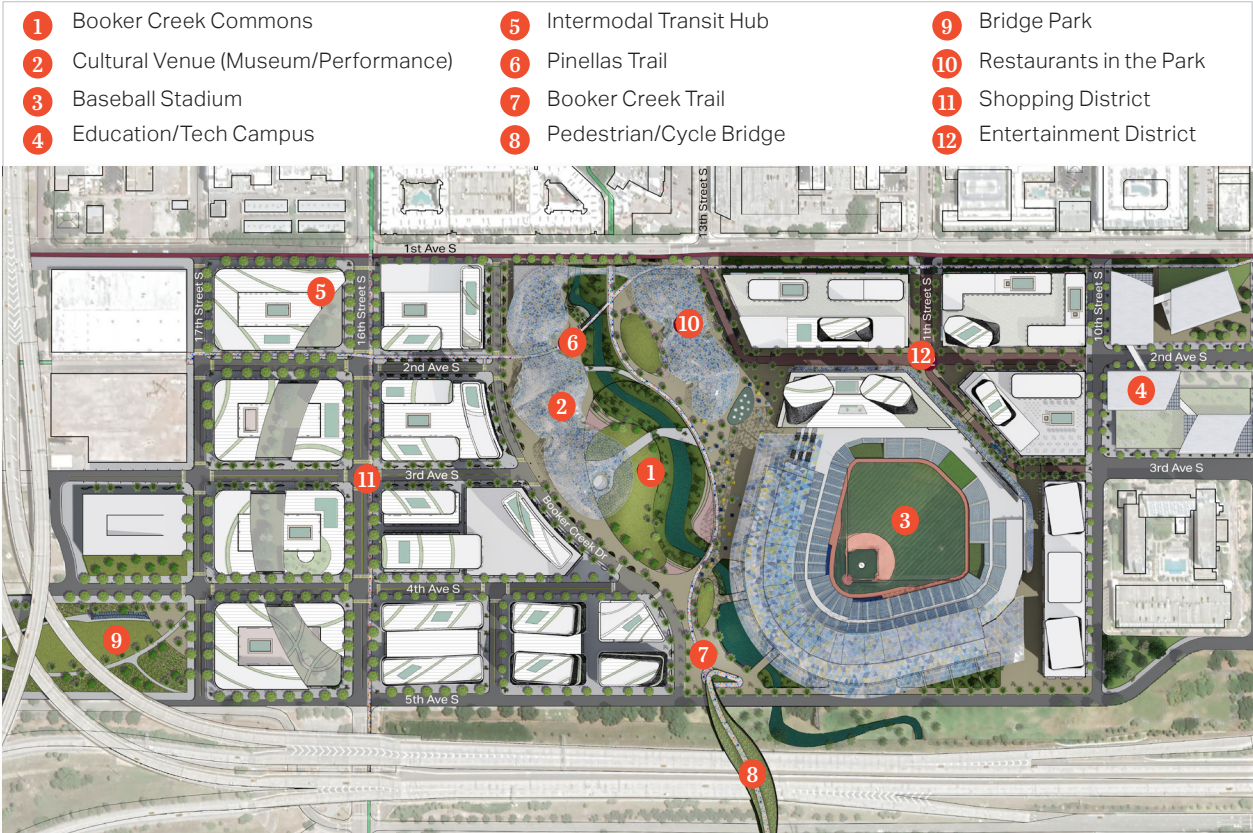 1 Booker Creek Commons
2 Cultural Venue (Museum/Performance)
3 Baseball Stadium
4 Education/Tech Campus
5 Intermodal Transit Hub
6 Pinellas Trail
7 Booker Creek Trail
8 Pedestrian/Cycle Bridge
9 Bridge Park
10 Restaurants in the Park
11 Shopping District
12 Entertainment District
13th Street S
1st Ave S
17th Street S
16th Street S
11th Street S
10th Street S
5
10
6
12
2nd Ave S
2nd Ave S
4
2
1
3rd Ave S
3rd Ave S
11
Booker Creek Dr
3
4th Ave S
9
7
5th Ave S
8